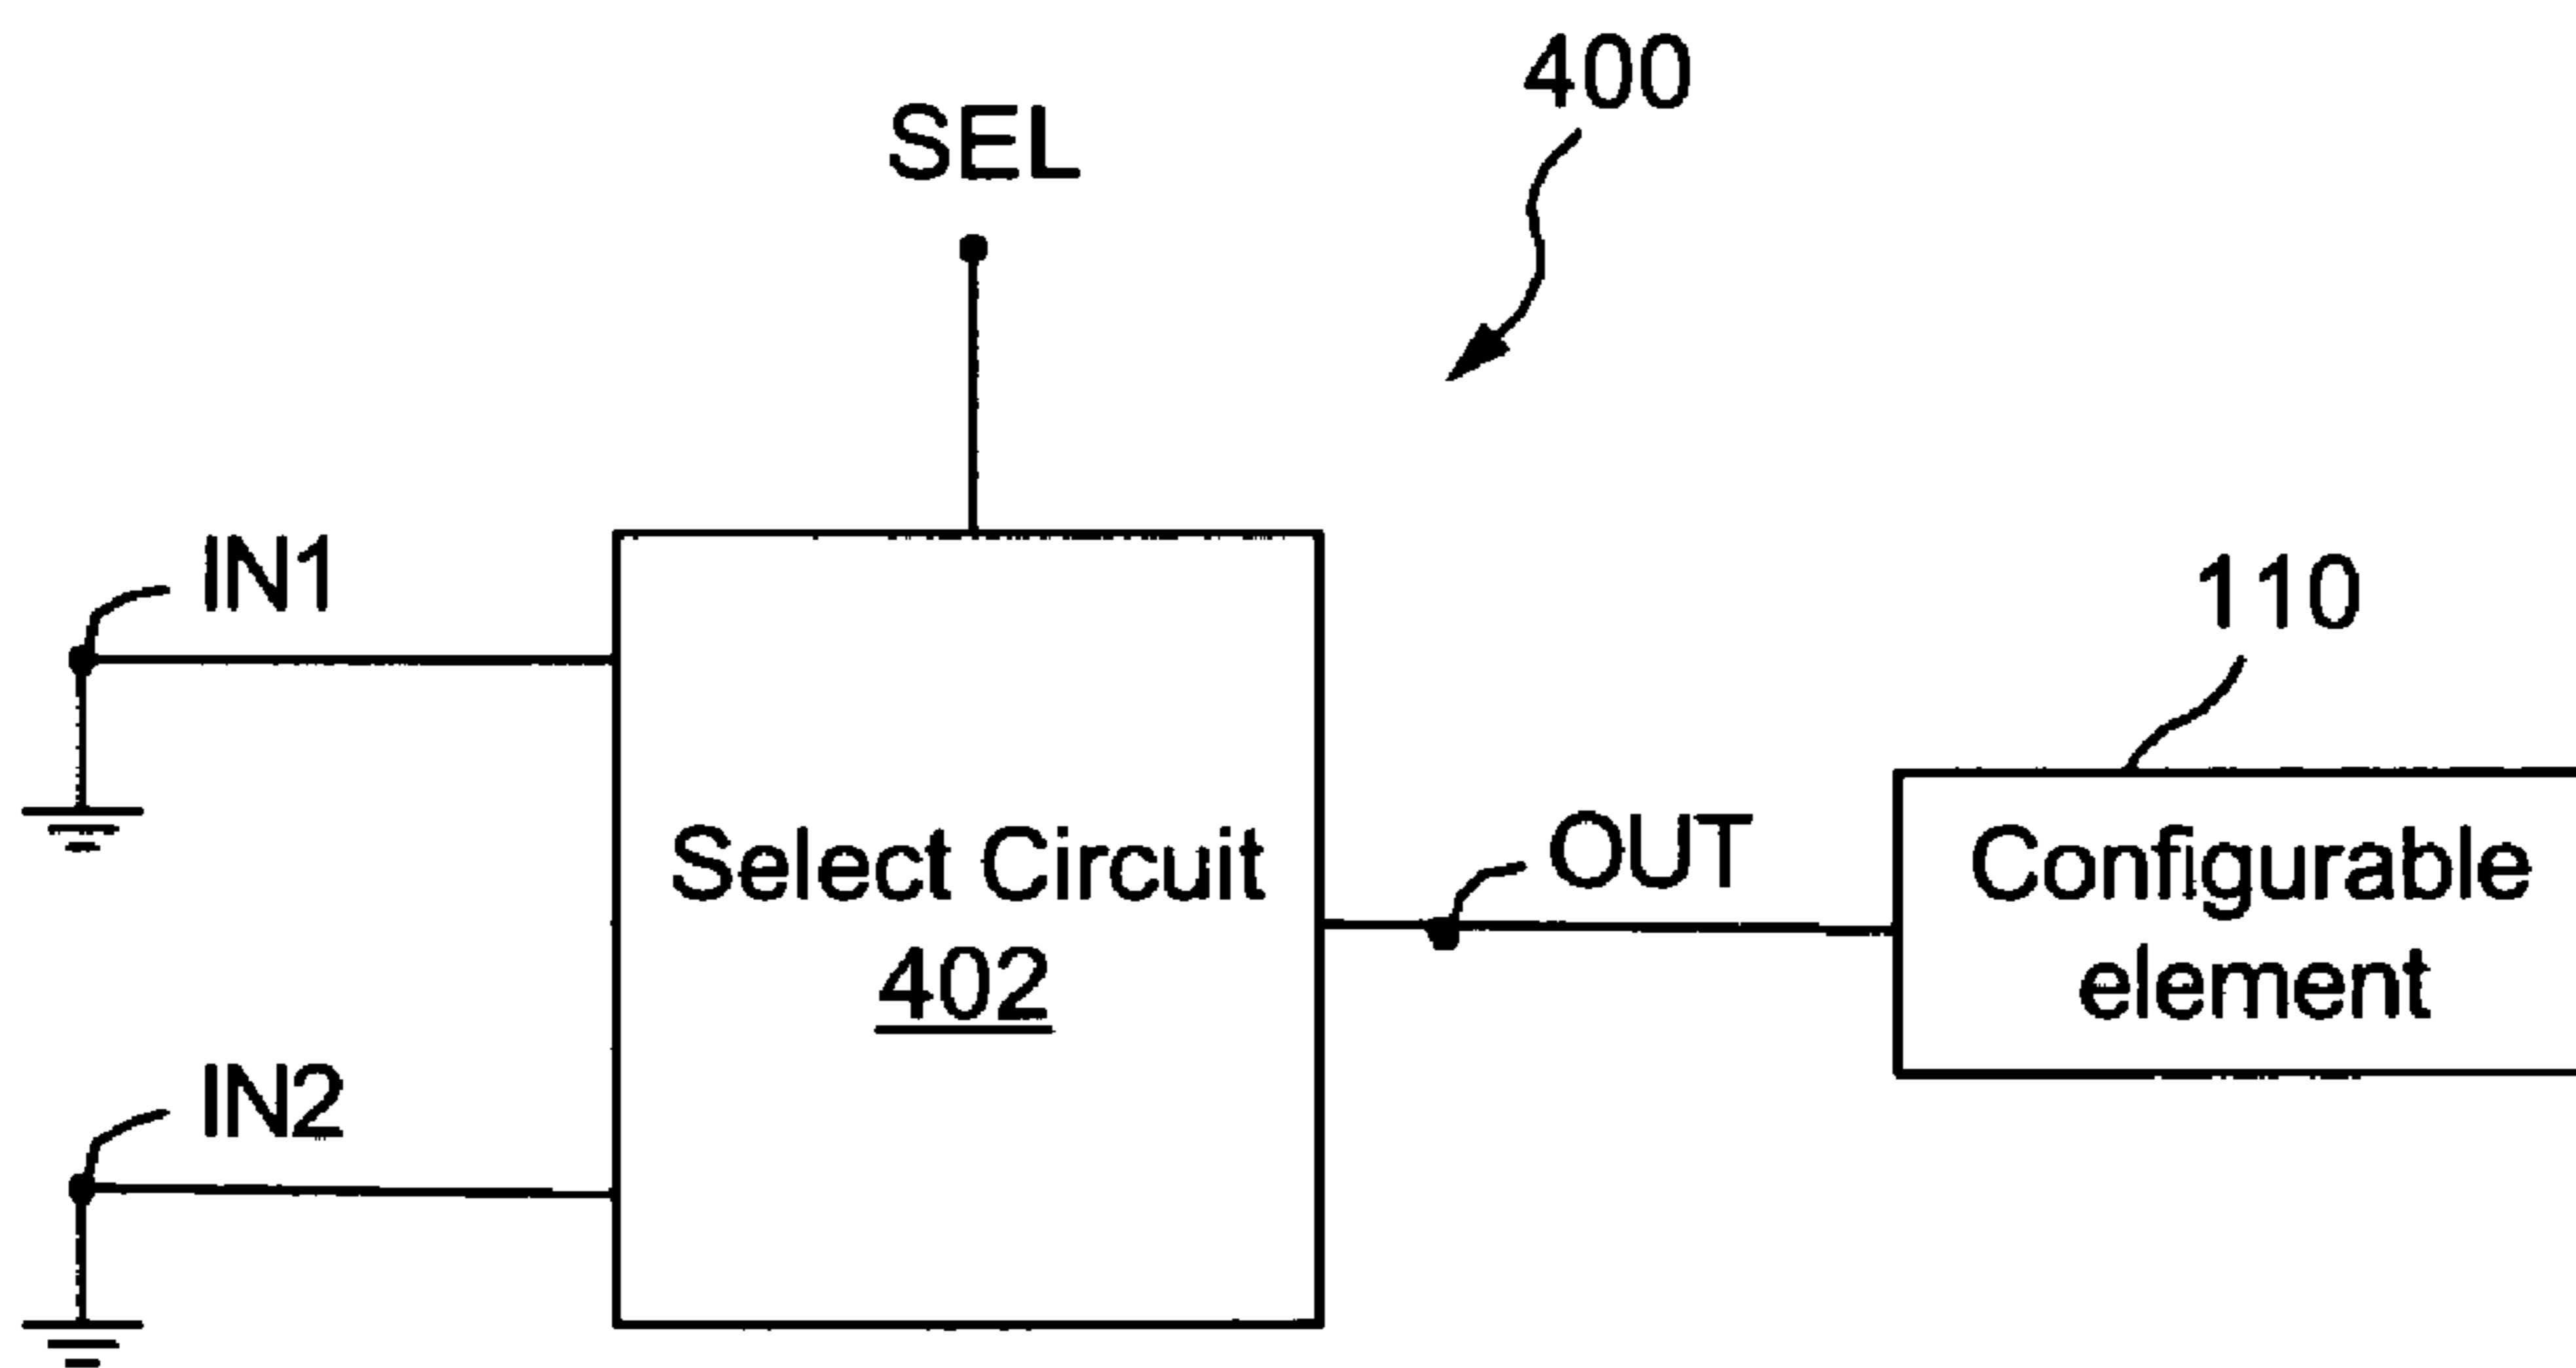 400
SEL
IN1
110
Select Circuit
402
OUT
Configurable
element
IN2